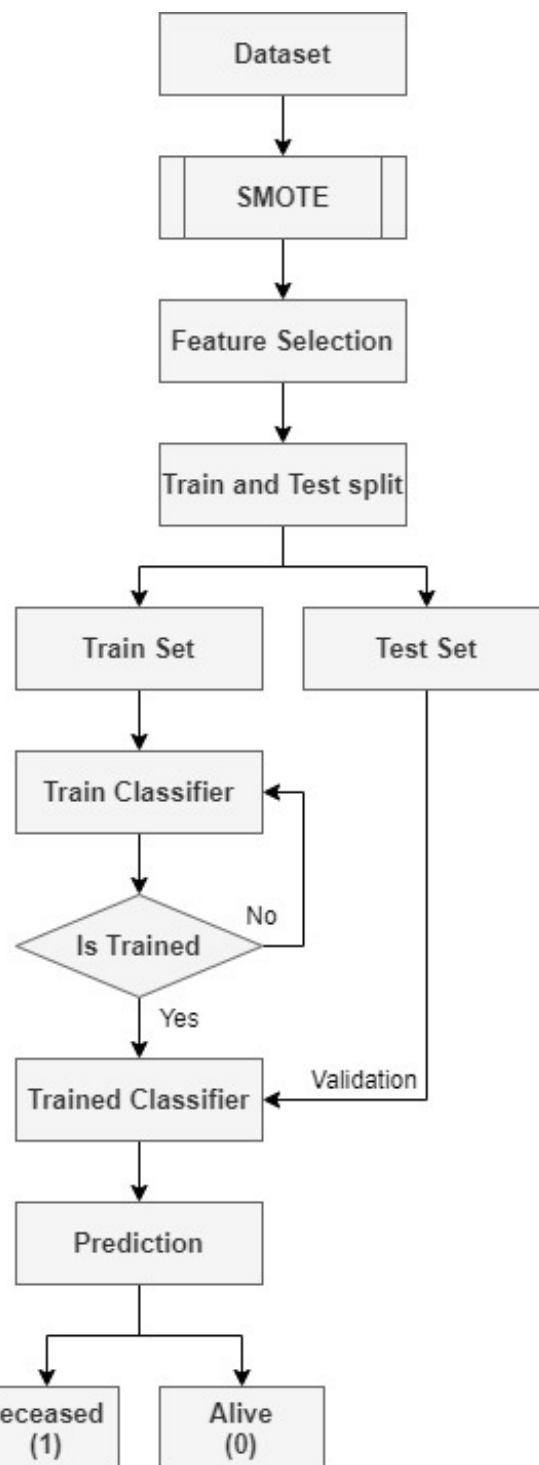 Dataset
SMOTE
Feature Selection
Train and Test split
Train Set
Test Set
Train Classifier
No
Is Trained
Yes
Validation
Trained Classifier
Prediction
eceased
(1)
Alive
(0)